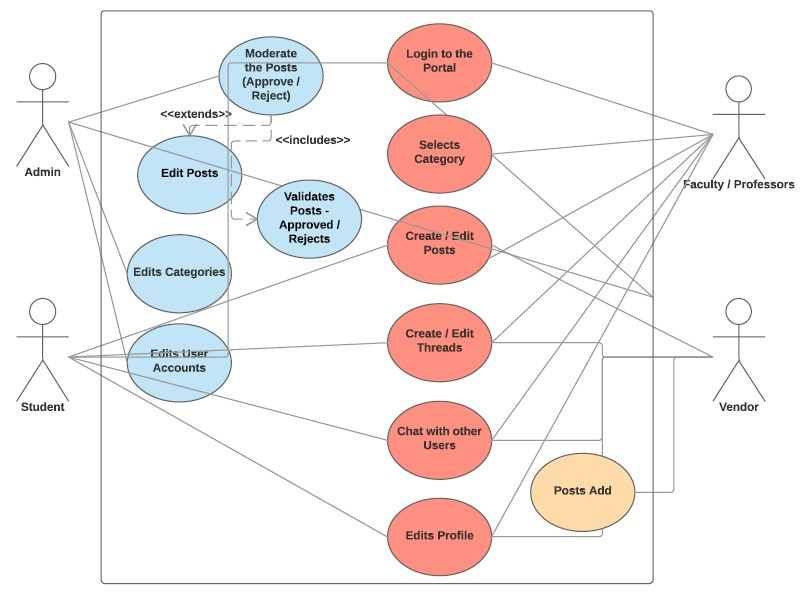 Moderate
the Posts
(Approve /
Reject)
Login to the
Portal
<<extends>>
<<includes>>
Selects
Category
Admin
Edit Posts
Faculty / Professors
Validates
Posts -
Approved /
Rejects
Create / Edit
Posts
Edits Categories
Create / Edit
Threads
Edits User
Accounts
Student
Vendor
Chat with other
Users
Posts Add
Edits Profile